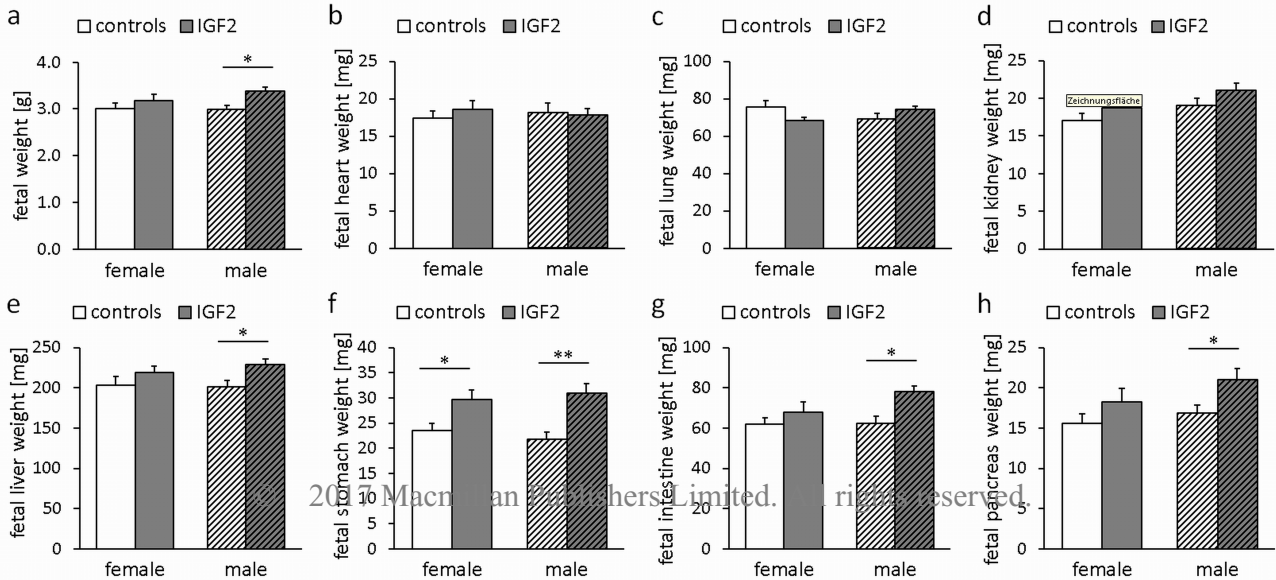 a
controls IGF2
fetal weight [g]
4.0
3.0
2.0
1.0
0.0
*
female male
b
controls IGF2
fetal heart weight [mg]
25
20
15
10
5
0
female male
c
controls IGF2
fetal lung weight [mg]
100
80
60
40
20
0
female male
d
controls IGF2
fetal kidney weight [mg]
25
20
15
10
5
0
Zeichnungsfläche
female male
e
controls IGF2
fetal liver weight [mg]
250
200
150
100
50
0
*
female male
f
controls IGF2
fetal stomach weight [mg]
40
35
30
25
20
15
10
5
0
* **
female male
g
controls IGF2
fetal intestine weight [mg]
100
80
60
40
20
0
*
female male
h
controls IGF2
fetal pancreas weight [mg]
25
20
15
10
5
0
*
female male
© 2017 Macmillan Publishers Limited. All rights reserved.